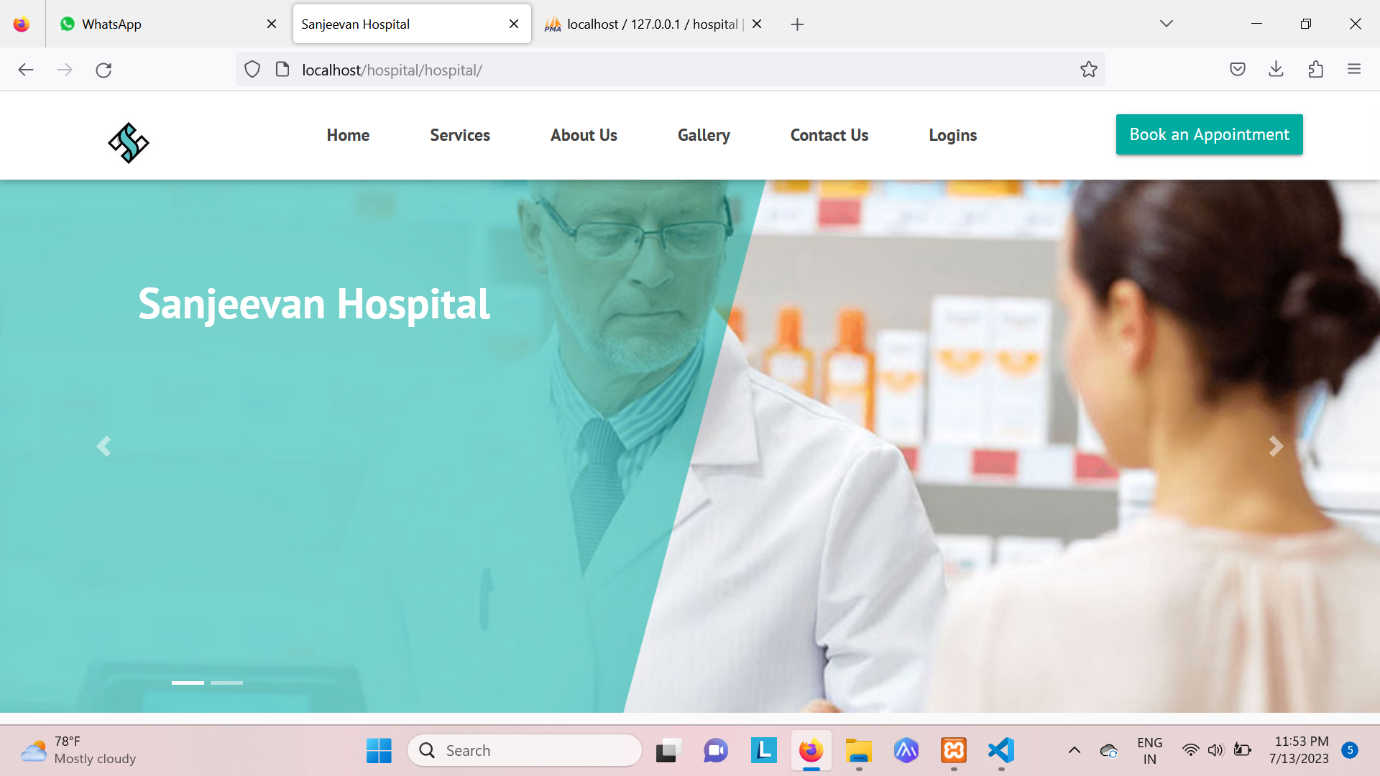 WhatsApp
Sanjeevan Hospital
PMA
localhost / 127.0.0.1 / hospital |
localhost/hospital/hospital/
Home Services About Us Gallery Contact Us Logins
Book an Appointment
Sanjeevan Hospital
78°F
Mostly cloudy
Search
L
ENG
IN
11:53 PM
7/13/2023
5